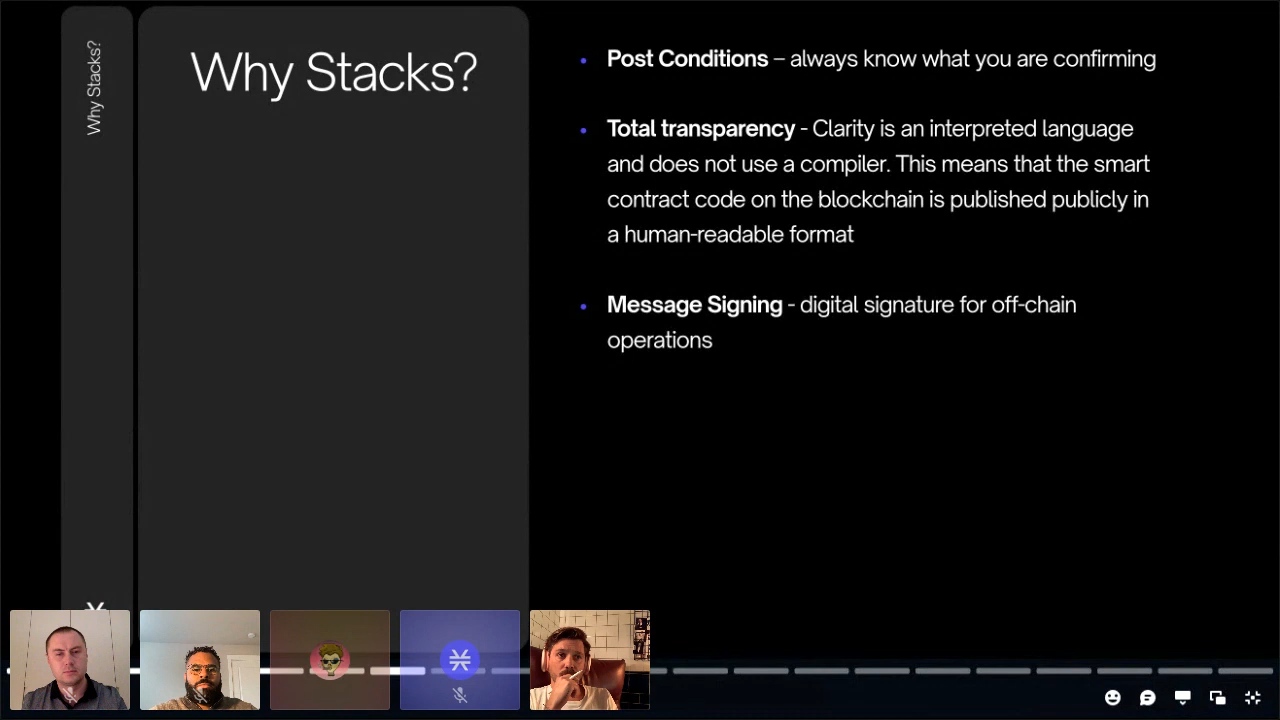 Why Stacks?
Why Stacks?
Post Conditions – always know what you are confirming
Total transparency - Clarity is an interpreted language
and does not use a compiler. This means that the smart
contract code on the blockchain is published publicly in
a human-readable format
Message Signing - digital signature for off-chain
operations